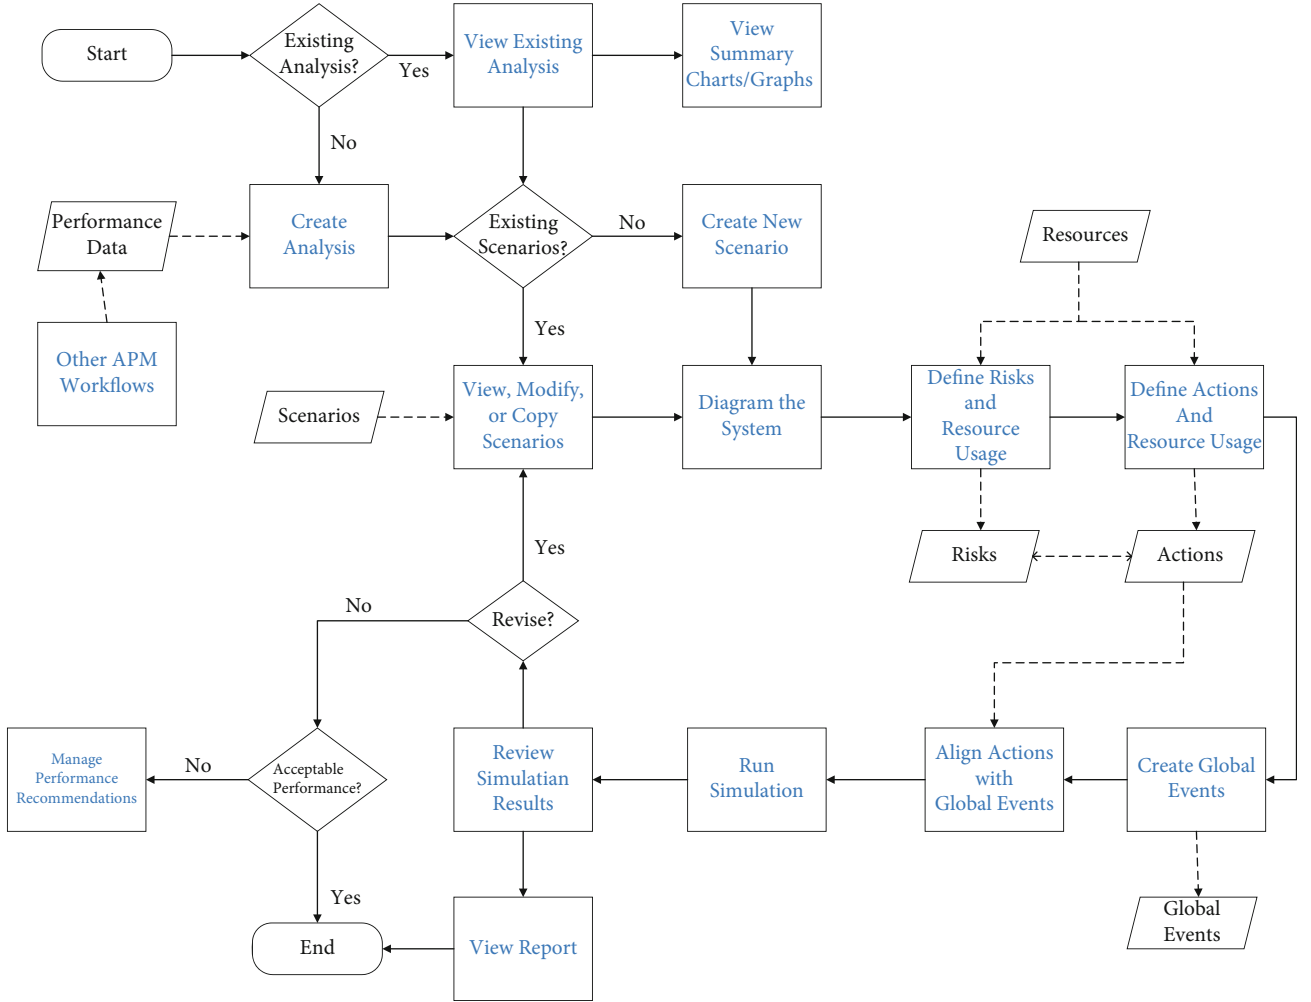 Start
Existing
Analysis?
Yes
View Existing
Analysis
View
Summary
Charts/Graphs
No
Performance
Data
Create
Analysis
Existing
Scenarios?
No
Create New
Scenario
Resources
Other APM
Workflows
Yes
Scenarios
View, Modify,
or Copy
Scenarios
Diagram the
System
Define Risks
and
Resource
Usage
Define Actions
And
Resource Usage
Risks
Actions
Yes
No
Revise?
Manage
Performance
Recommendations
No
Acceptable
Performance?
Review
Simulatian
Results
Run
Simulation
Align Actions
with
Global Events
Create Global
Events
Yes
End
View Report
Global
Events